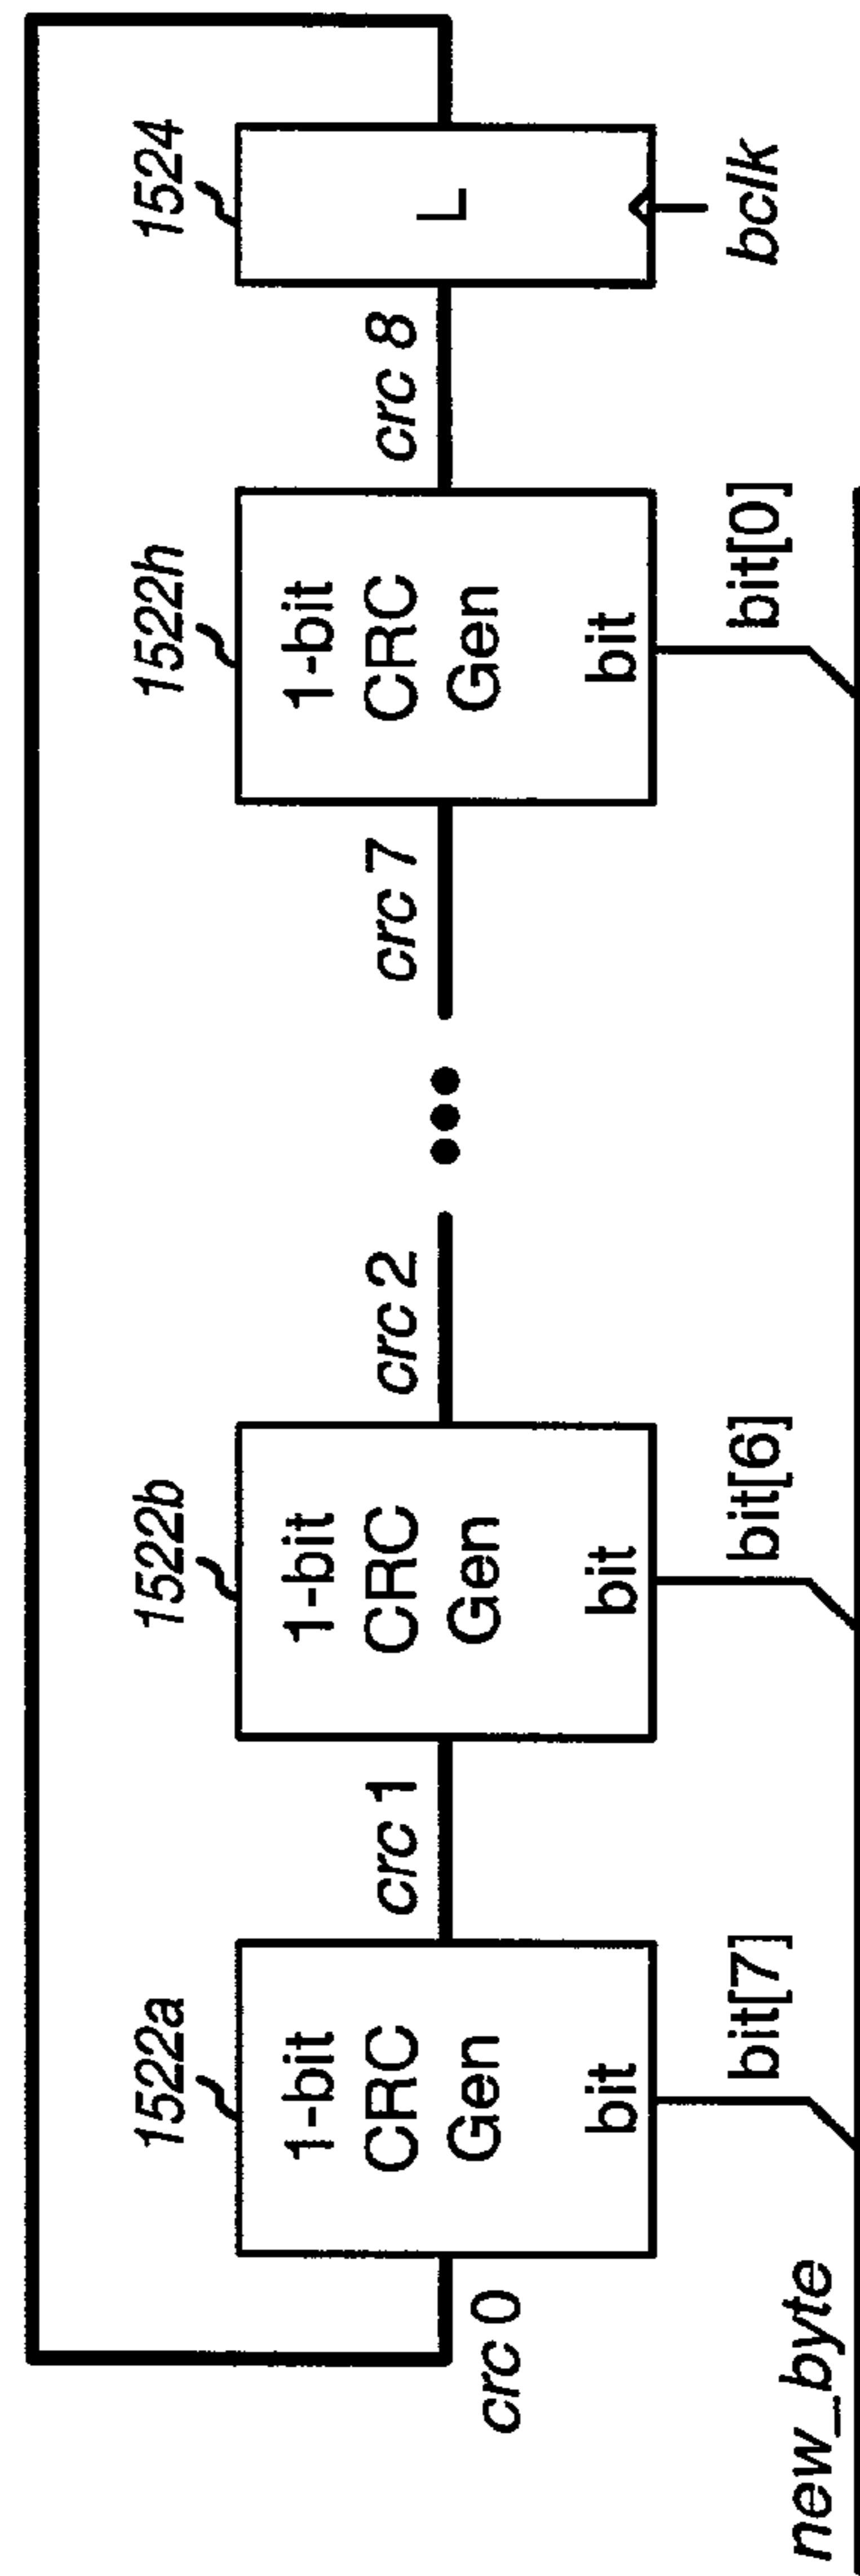 1522a
1522b
1522h
1524
1-bit
CRC
Gen
bit
1-bit
CRC
Gen
bit
1-bit
CRC
Gen
bit
L
crc 0
crc 1
crc 2
crc 7
crc 8
bit[7]
bit[6]
bit[0]
bclk
new_byte